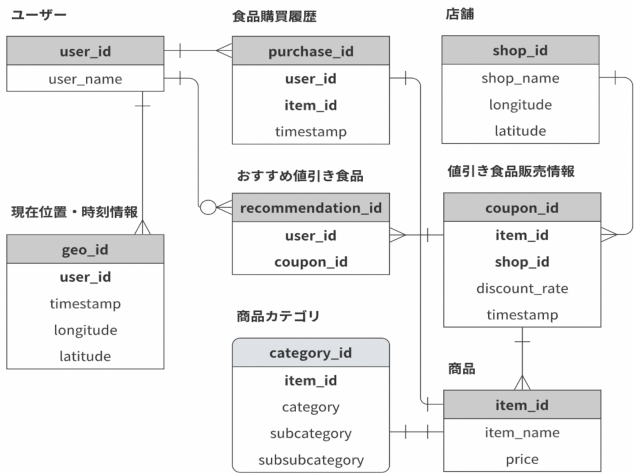 ユーザー
user_id
user_name
食品購買履歴
purchase_id
user_id
item_id
timestamp
店舗
shop_id
shop_name
longitude
latitude
現在位置・時刻情報
geo_id
user_id
timestamp
longitude
latitude
おすすめ値引き食品
recommendation_id
user_id
coupon_id
値引き食品販売情報
coupon_id
item_id
shop_id
discount_rate
timestamp
商品カテゴリ
category_id
item_id
category
subcategory
subsubcategory
商品
item_id
item_name
price